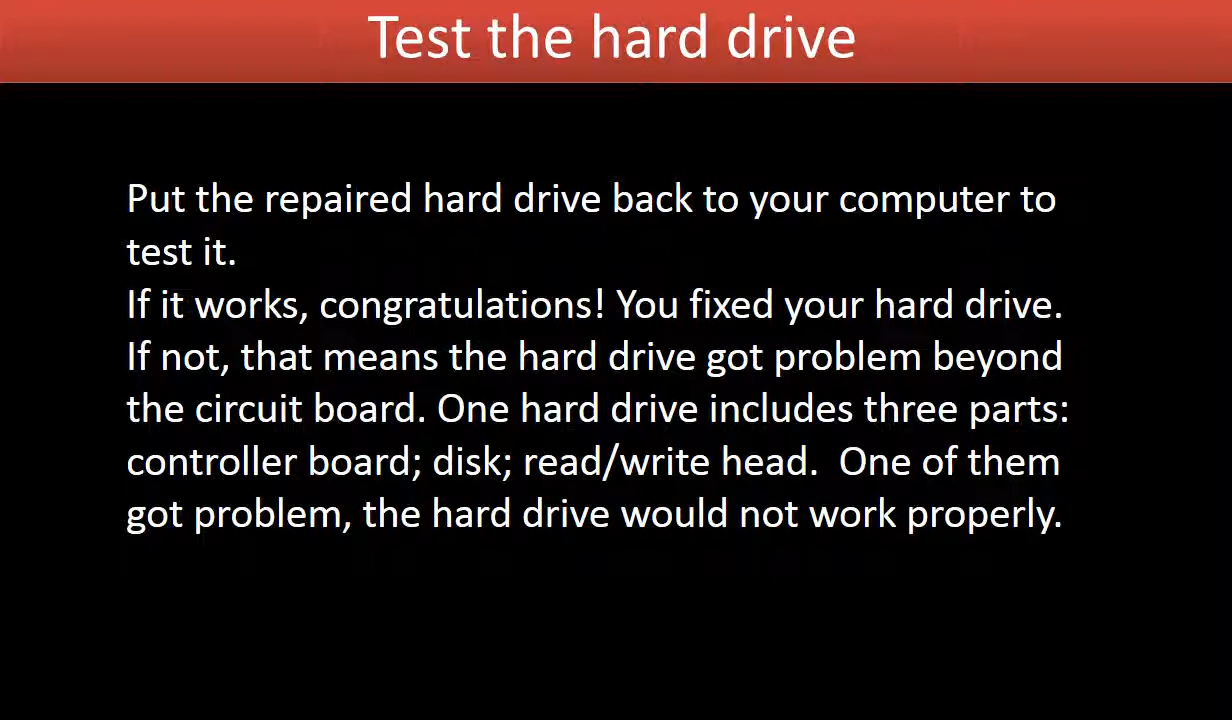 Test the hard drive
Put the repaired hard drive back to your computer to
test it.
If it works, congratulations! You fixed your hard drive.
If not, that means the hard drive got problem beyond
the circuit board. One hard drive includes three parts:
controller board; disk; read/write head.  One of them
got problem, the hard drive would not work properly.